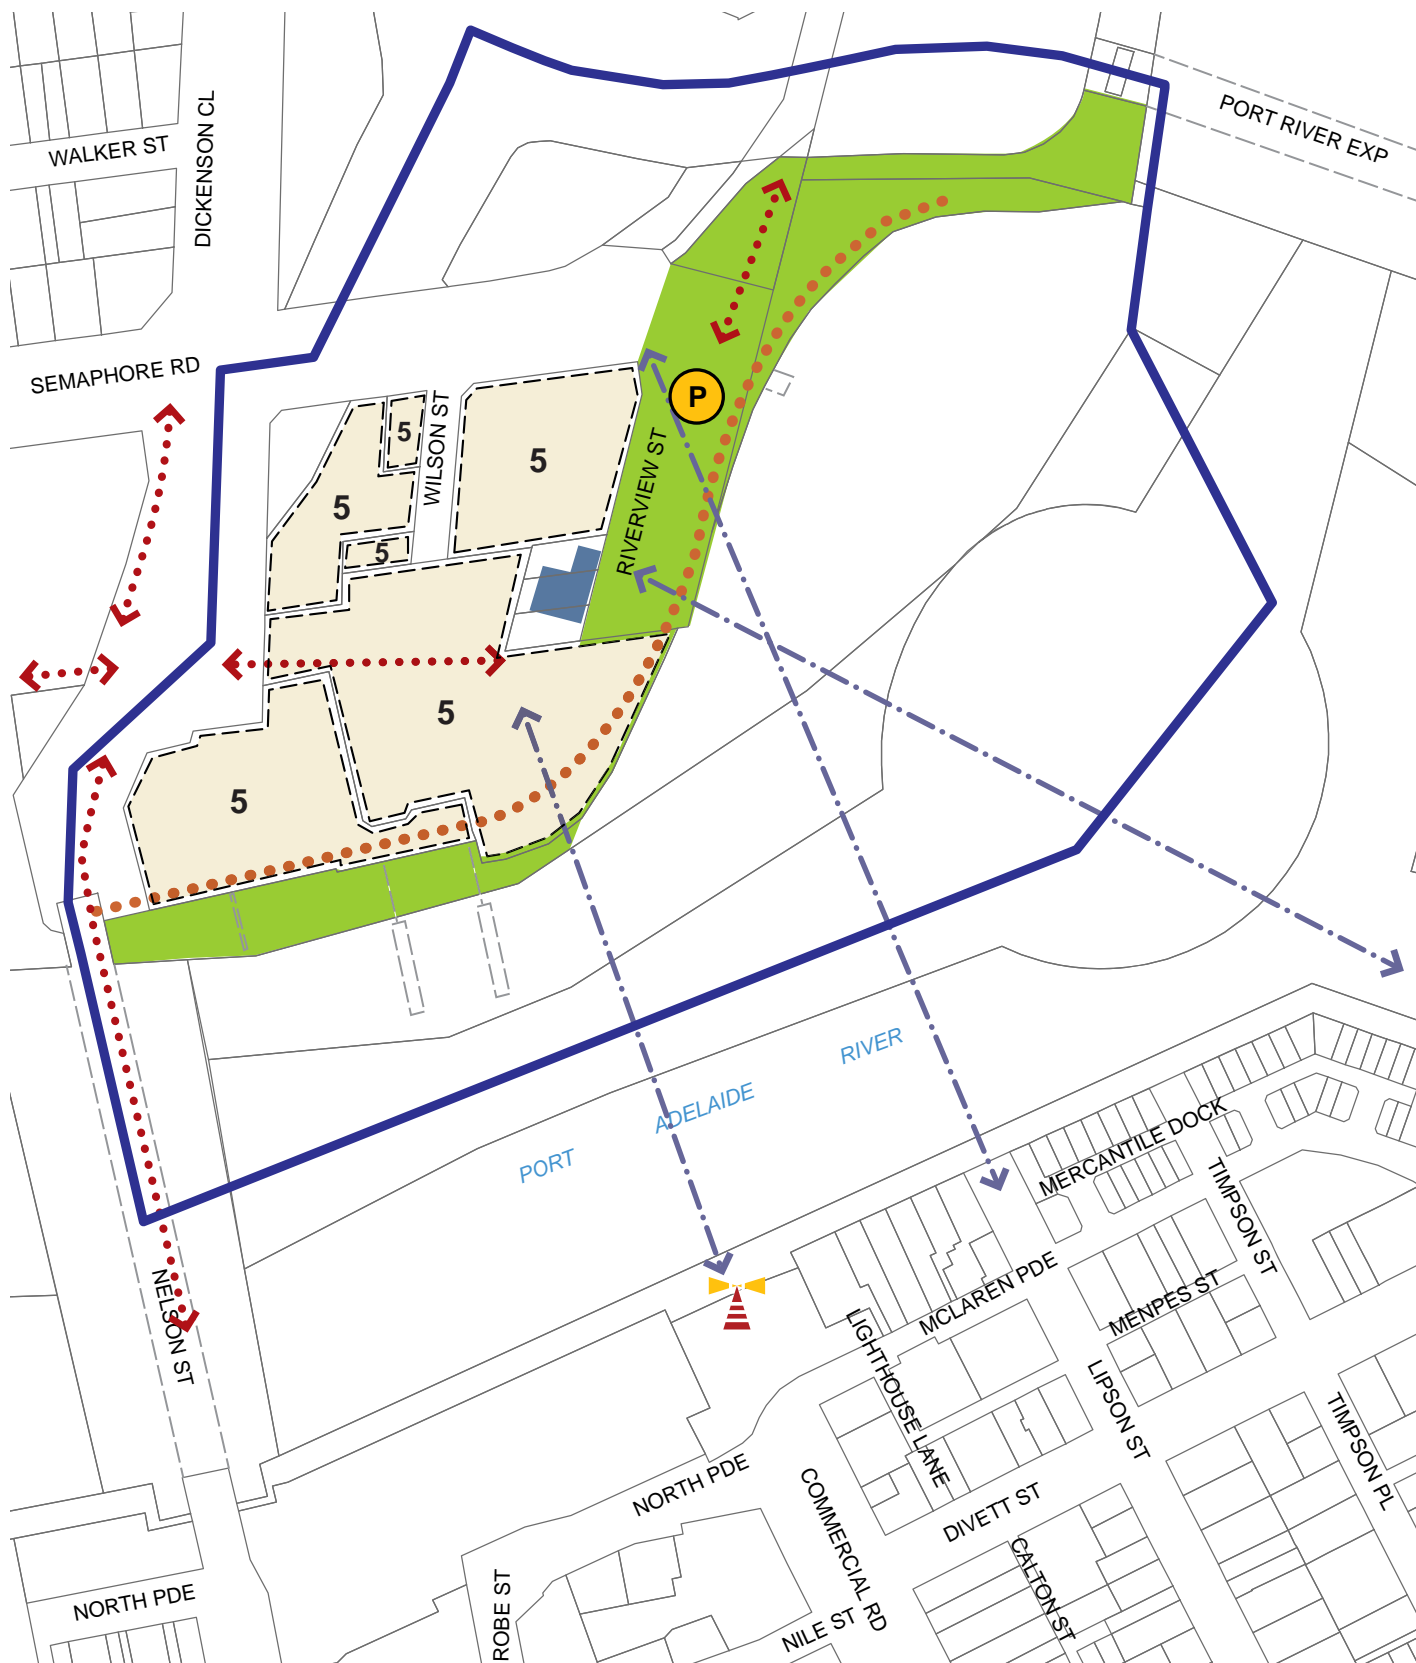 PORT RIVER EXP
WALKER ST
DICKENSON CL
SEMAPHORE RD
P
5
WILSON ST
5
5
RIVERVIEW ST
5
5
5
PORT
ADELAIDE
RIVER
MERCANTILE DOCK
TIMPSON ST
NELSON ST
MCLAREN PDE
MENPES ST
LIGHTHOUSE LANE
LIPSON ST
TIMPSON PL
NORTH PDE
COMMERCIAL RD
DIVETT ST
CALTON ST
NORTH PDE
ROBE ST
NILE ST